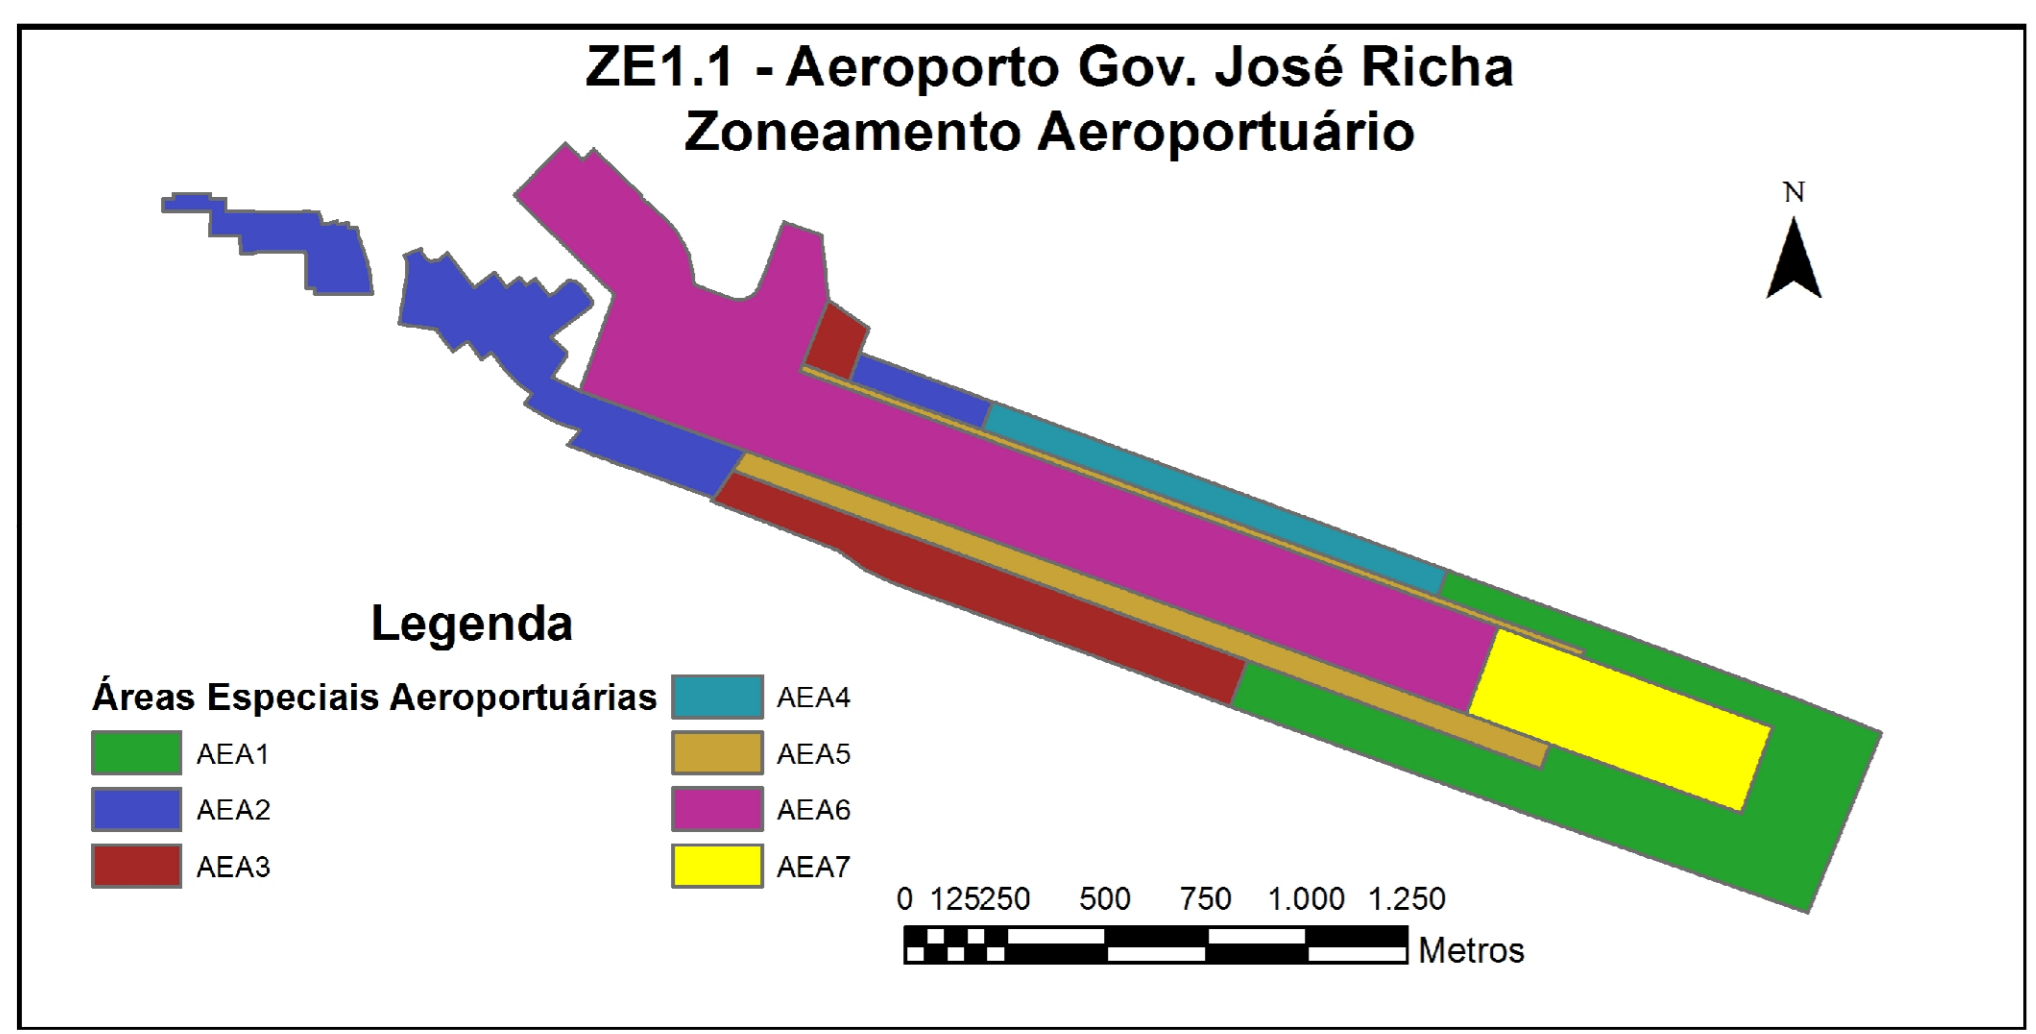 ZE1.1 - Aeroporto Gov. José Richa
Zoneamento Aeroportuário
N
Legenda
Áreas Especiais Aeroportuárias
AEA1
AEA2
AEA3
AEA4
AEA5
AEA6
AEA7
0 125250 500 750 1.000 1.250
Metros